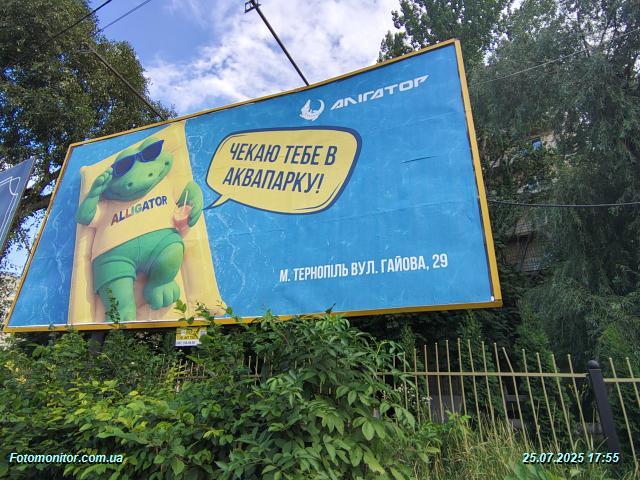 АЛІГАТОР
ЧЕКАЮ ТЕБЕ В
АКВАПАРКУ!
ALLIGATOR
М. ТЕРНОПІЛЬ ВУЛ. ГАЙОВА, 29
Fotomonitor.com.ua
25.07.2025 17:55